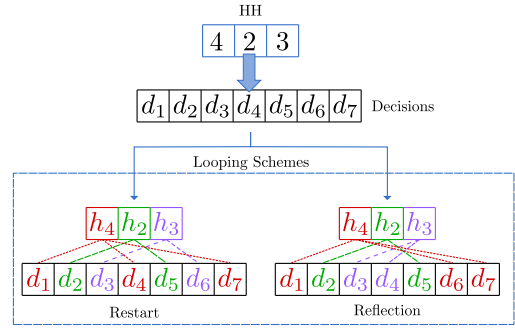 HH
4 2 3
d₁ d₂ d₃ d₄ d₅ d₆ d₇ Decisions
Looping Schemes
h₄ h₂ h₃ h₄ h₂ h₃
d₁ d₂ d₃ d₄ d₅ d₆ d₇ d₁ d₂ d₃ d₄ d₅ d₆ d₇
Restart Reflection